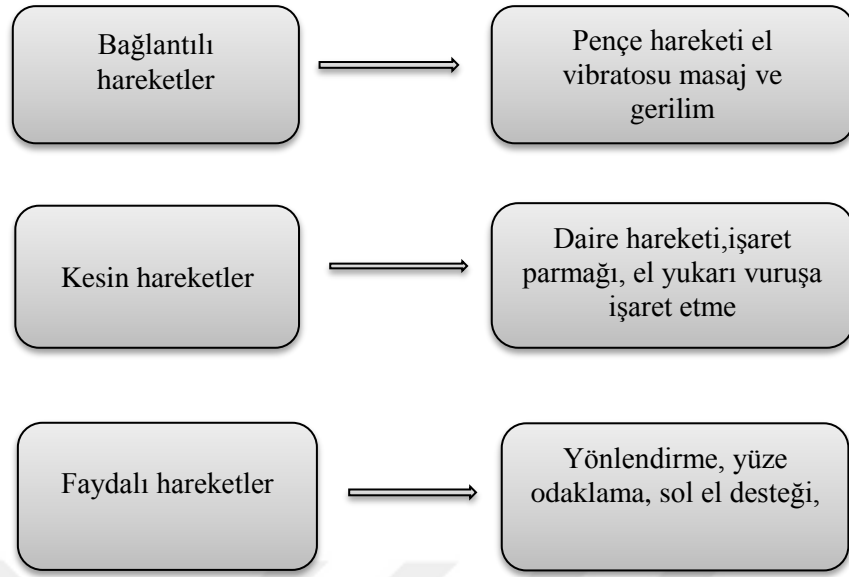 Bağlantılı
hareketler
Pençe hareketi el
vibratosu masaj ve
gerilim
Kesin hareketler
Daire hareketi,işaret
parmağı, el yukarı vuruşa
işaret etme
Faydalı hareketler
Yönlendirme, yüze
odaklama, sol el desteği,